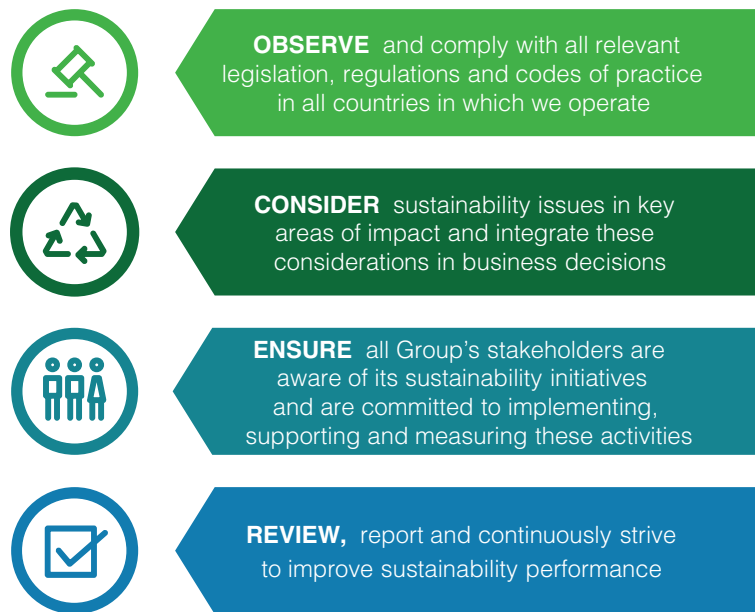 OBSERVE and comply with all relevant
legislation, regulations and codes of practice
in all countries in which we operate
CONSIDER sustainability issues in key
areas of impact and integrate these
considerations in business decisions
ENSURE all Group's stakeholders are
aware of its sustainability initiatives
and are committed to implementing,
supporting and measuring these activities
REVIEW, report and continuously strive
to improve sustainability performance